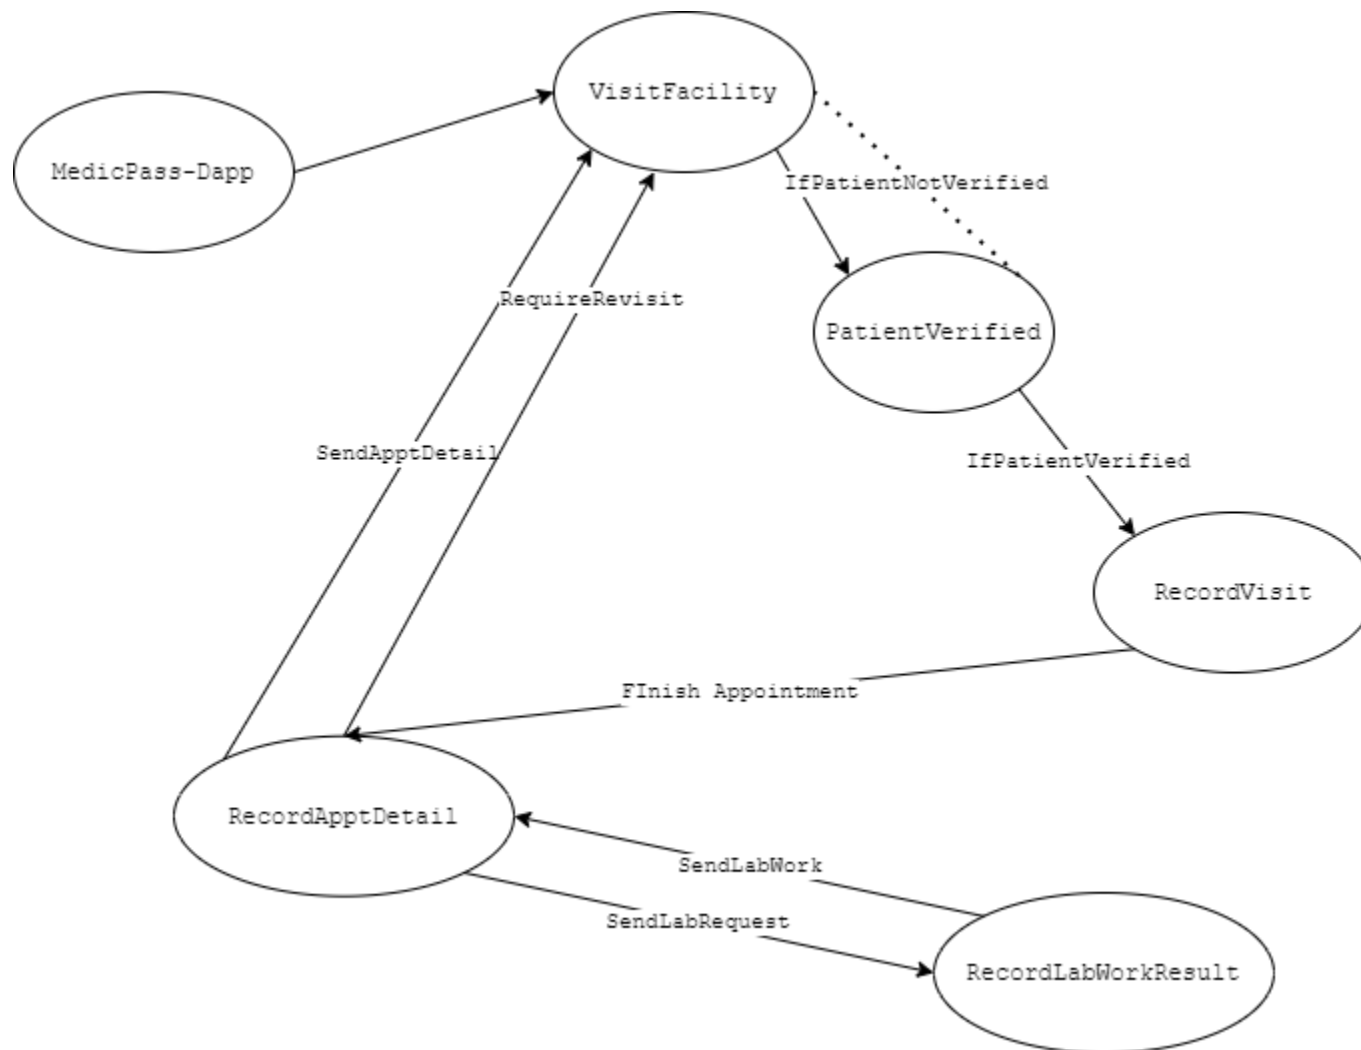 VisitFacility
MedicPass-Dapp
IfPatientNotVerified
RequireRevisit
PatientVerified
SendApptDetail
IfPatientVerified
RecordVisit
FInish Appointment
RecordApptDetail
SendLabWork
SendLabRequest
RecordLabWorkResult